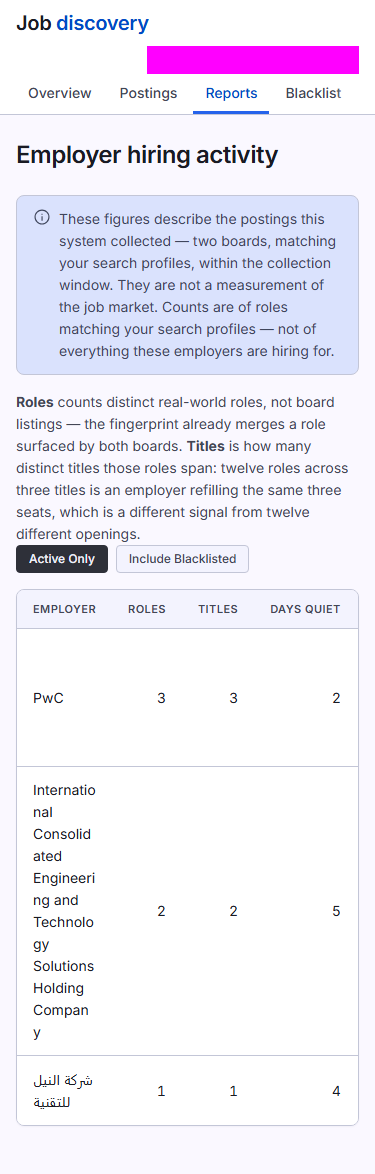 Job discovery
Overview Postings Reports Blacklist
Employer hiring activity
These figures describe the postings this
system collected — two boards, matching
your search profiles, within the collection
window. They are not a measurement of
the job market. Counts are of roles
matching your search profiles — not of
everything these employers are hiring for.
Roles counts distinct real-world roles, not board
listings — the fingerprint already merges a role
surfaced by both boards. Titles is how many
distinct titles those roles span: twelve roles across
three titles is an employer refilling the same three
seats, which is a different signal from twelve
different openings.
Active Only Include Blacklisted
EMPLOYER ROLES TITLES DAYS QUIET
PwC 3 3 2
Internatio
nal
Consolid
ated
Engineeri
ng and
Technolo
gy
Solutions
Holding
Compan
y
2 2 5
شركة النيل
للتقنية
1 1 4